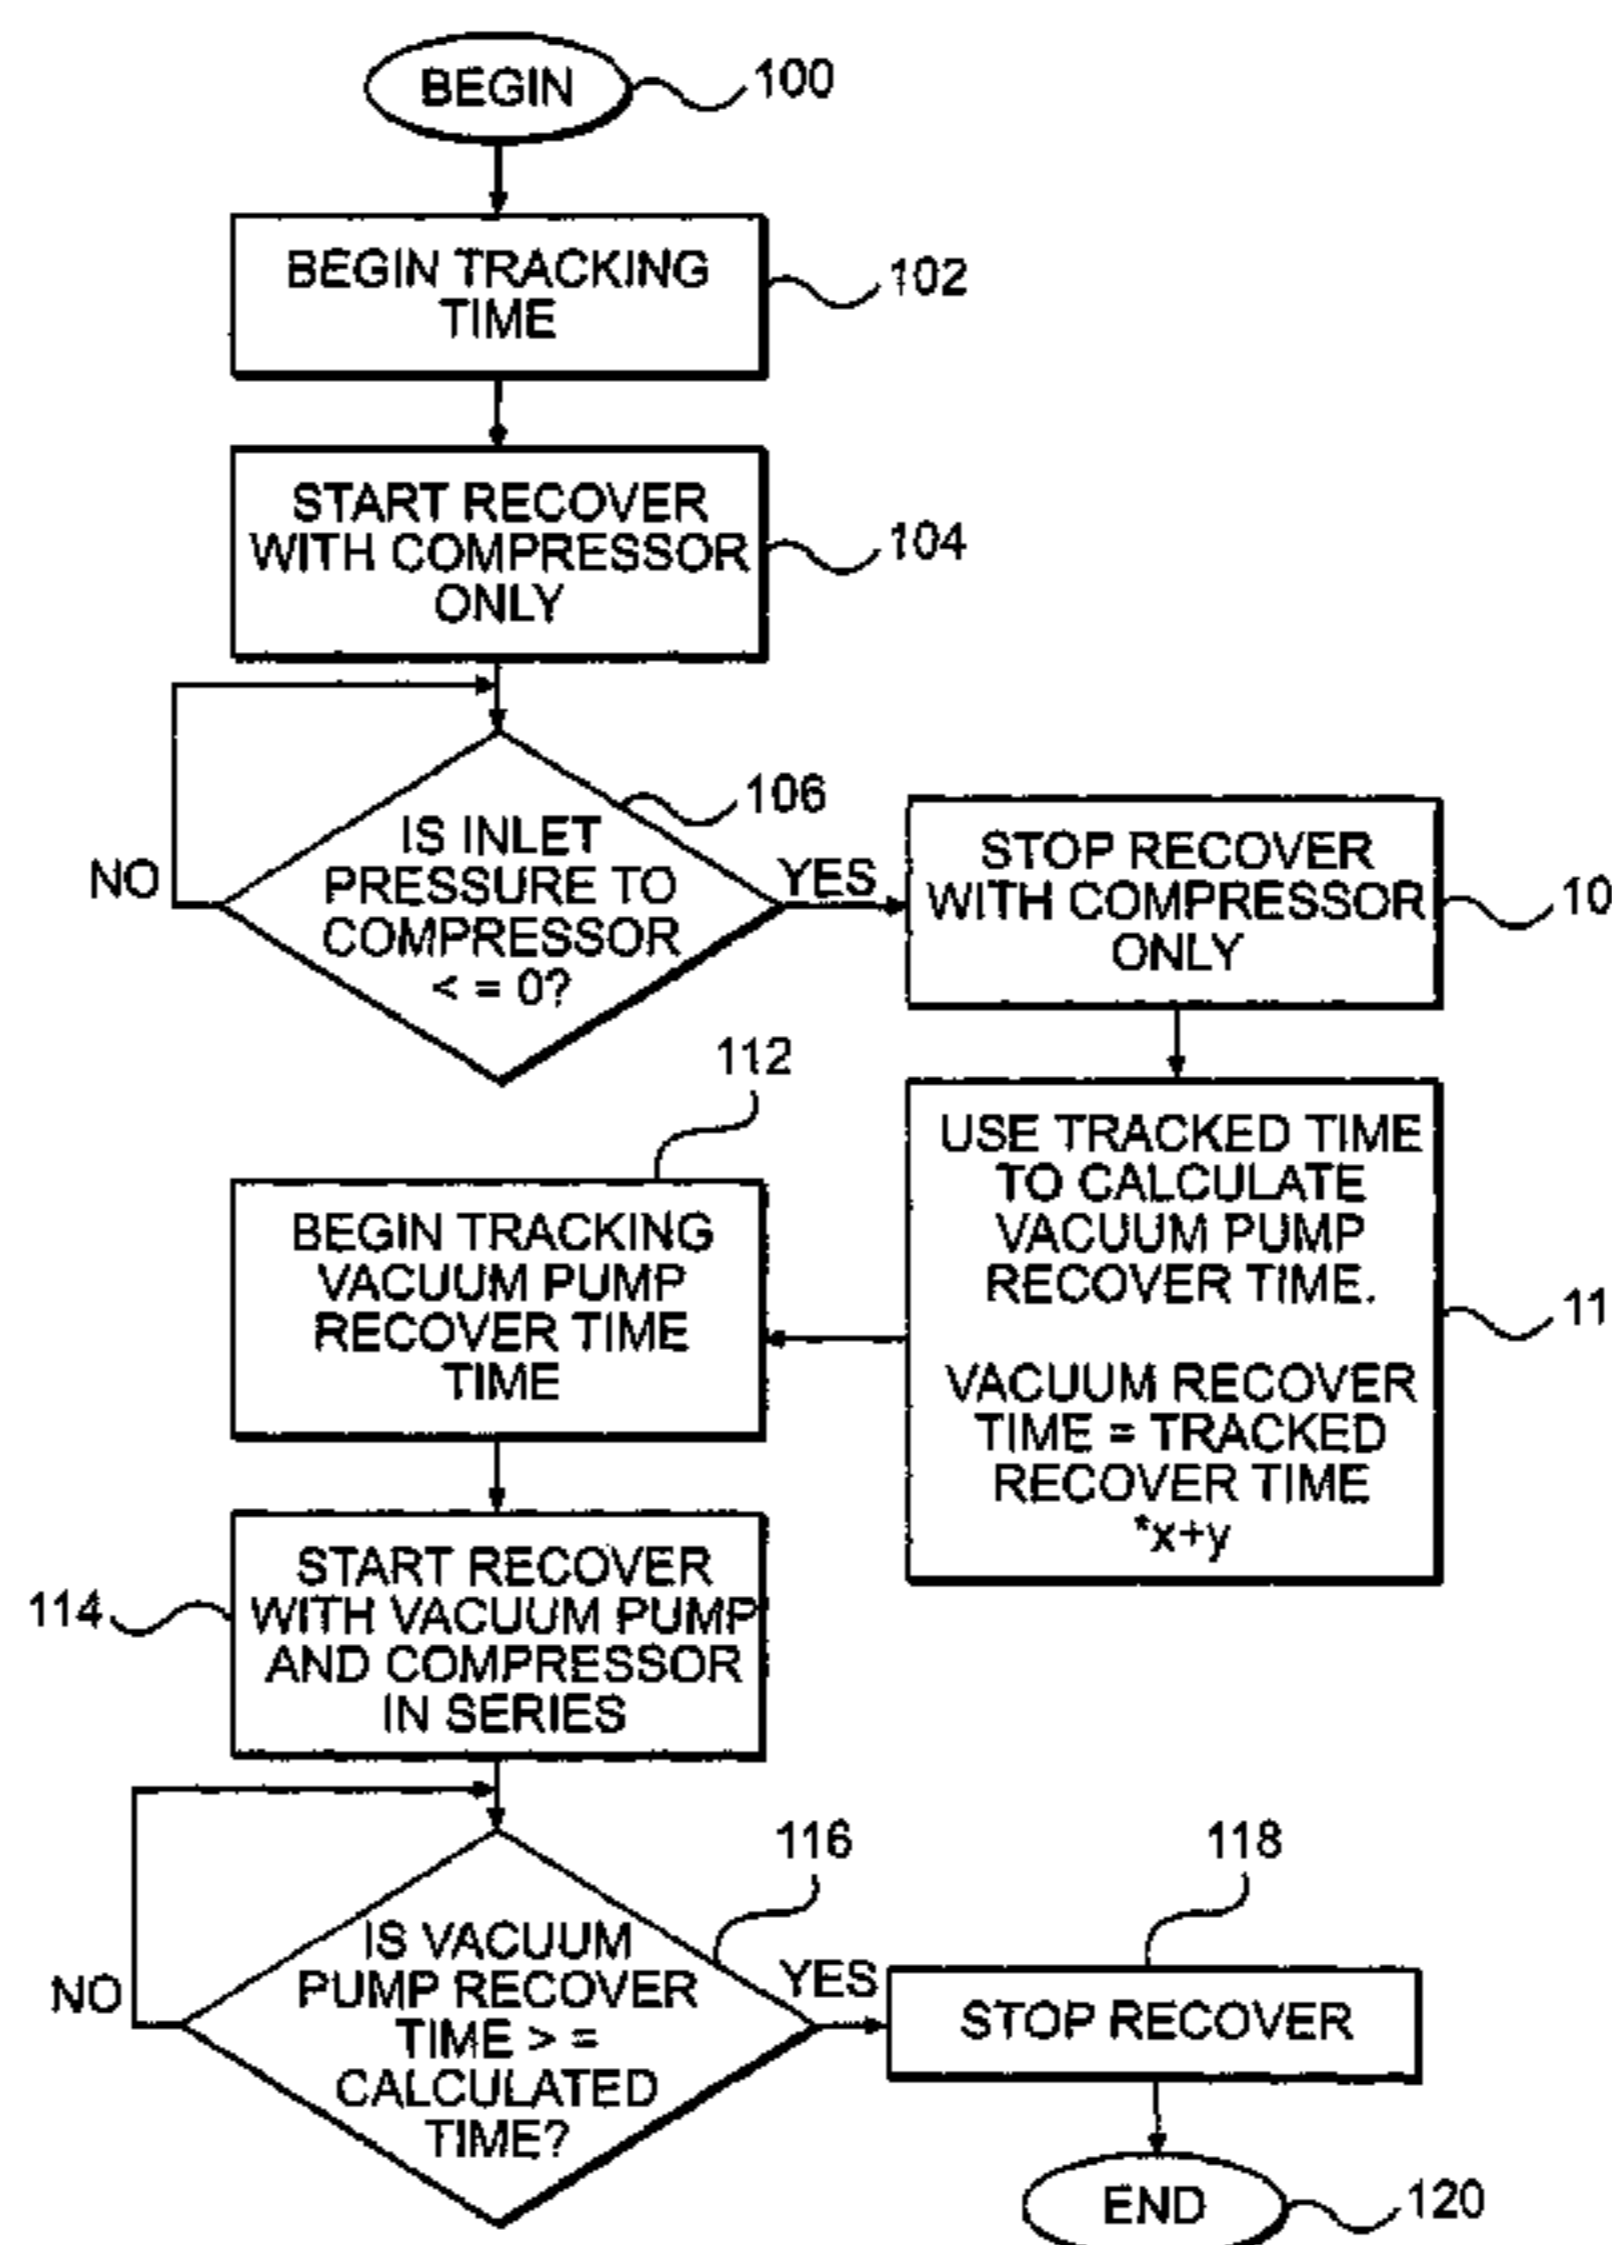 BEGIN
100
BEGIN TRACKING
TIME
102
START RECOVER
WITH COMPRESSOR
ONLY
104
106
IS INLET
PRESSURE TO
COMPRESSOR
< = 0?
NO
YES
STOP RECOVER
WITH COMPRESSOR
ONLY
10
USE TRACKED TIME
TO CALCULATE
VACUUM PUMP
RECOVER TIME.
VACUUM RECOVER
TIME = TRACKED
RECOVER TIME
*x+y
11
112
BEGIN TRACKING
VACUUM PUMP
RECOVER TIME
TIME
START RECOVER
WITH VACUUM PUMP
AND COMPRESSOR
IN SERIES
114
116
IS VACUUM
PUMP RECOVER
TIME > =
CALCULATED
TIME?
NO
YES
118
STOP RECOVER
END
120